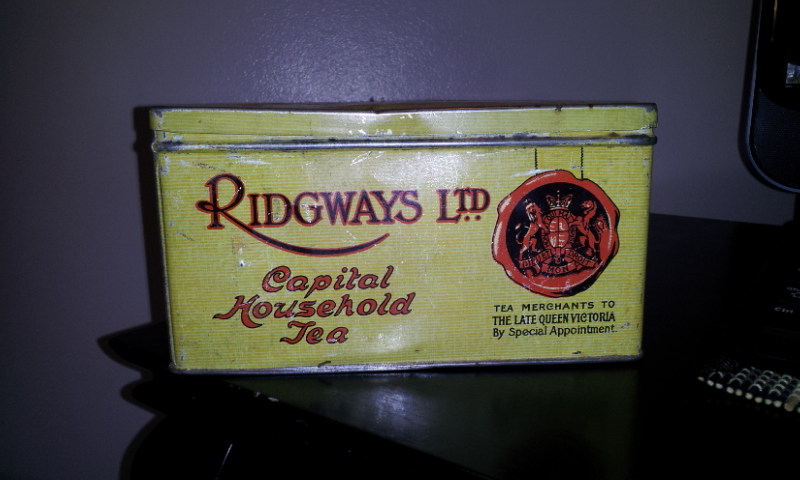 RIDGWAYS LTD
Capital
Household
Tea
TEA MERCHANTS TO
THE LATE QUEEN VICTORIA
By Special Appointment